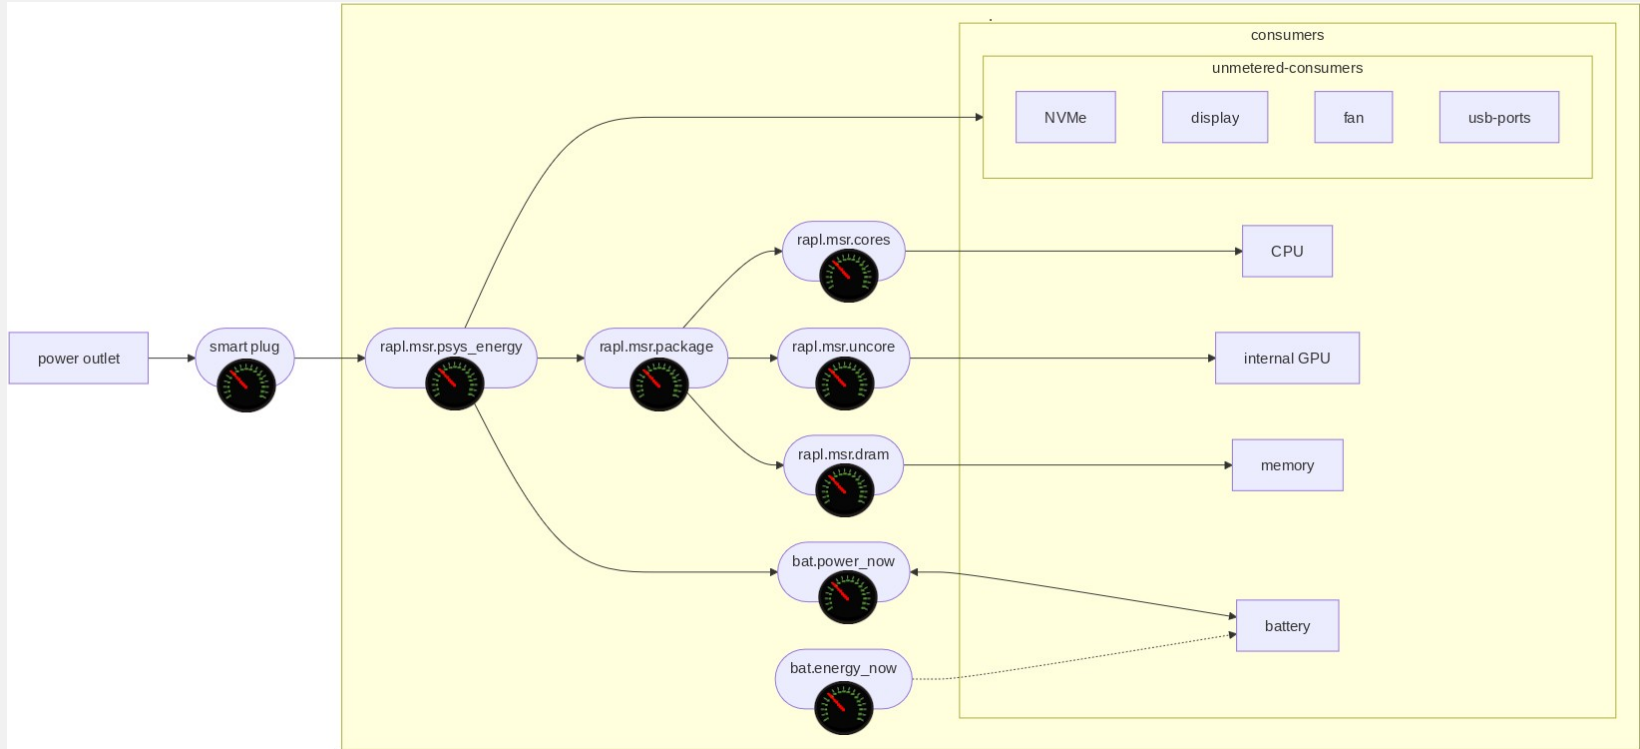 consumers
unmetered-consumers
NVMe
display
fan
usb-ports
rapl.msr.cores
CPU
power outlet
smart plug
rapl.msr.psys_energy
rapl.msr.package
rapl.msr.uncore
internal GPU
rapl.msr.dram
memory
bat.power_now
battery
bat.energy_now